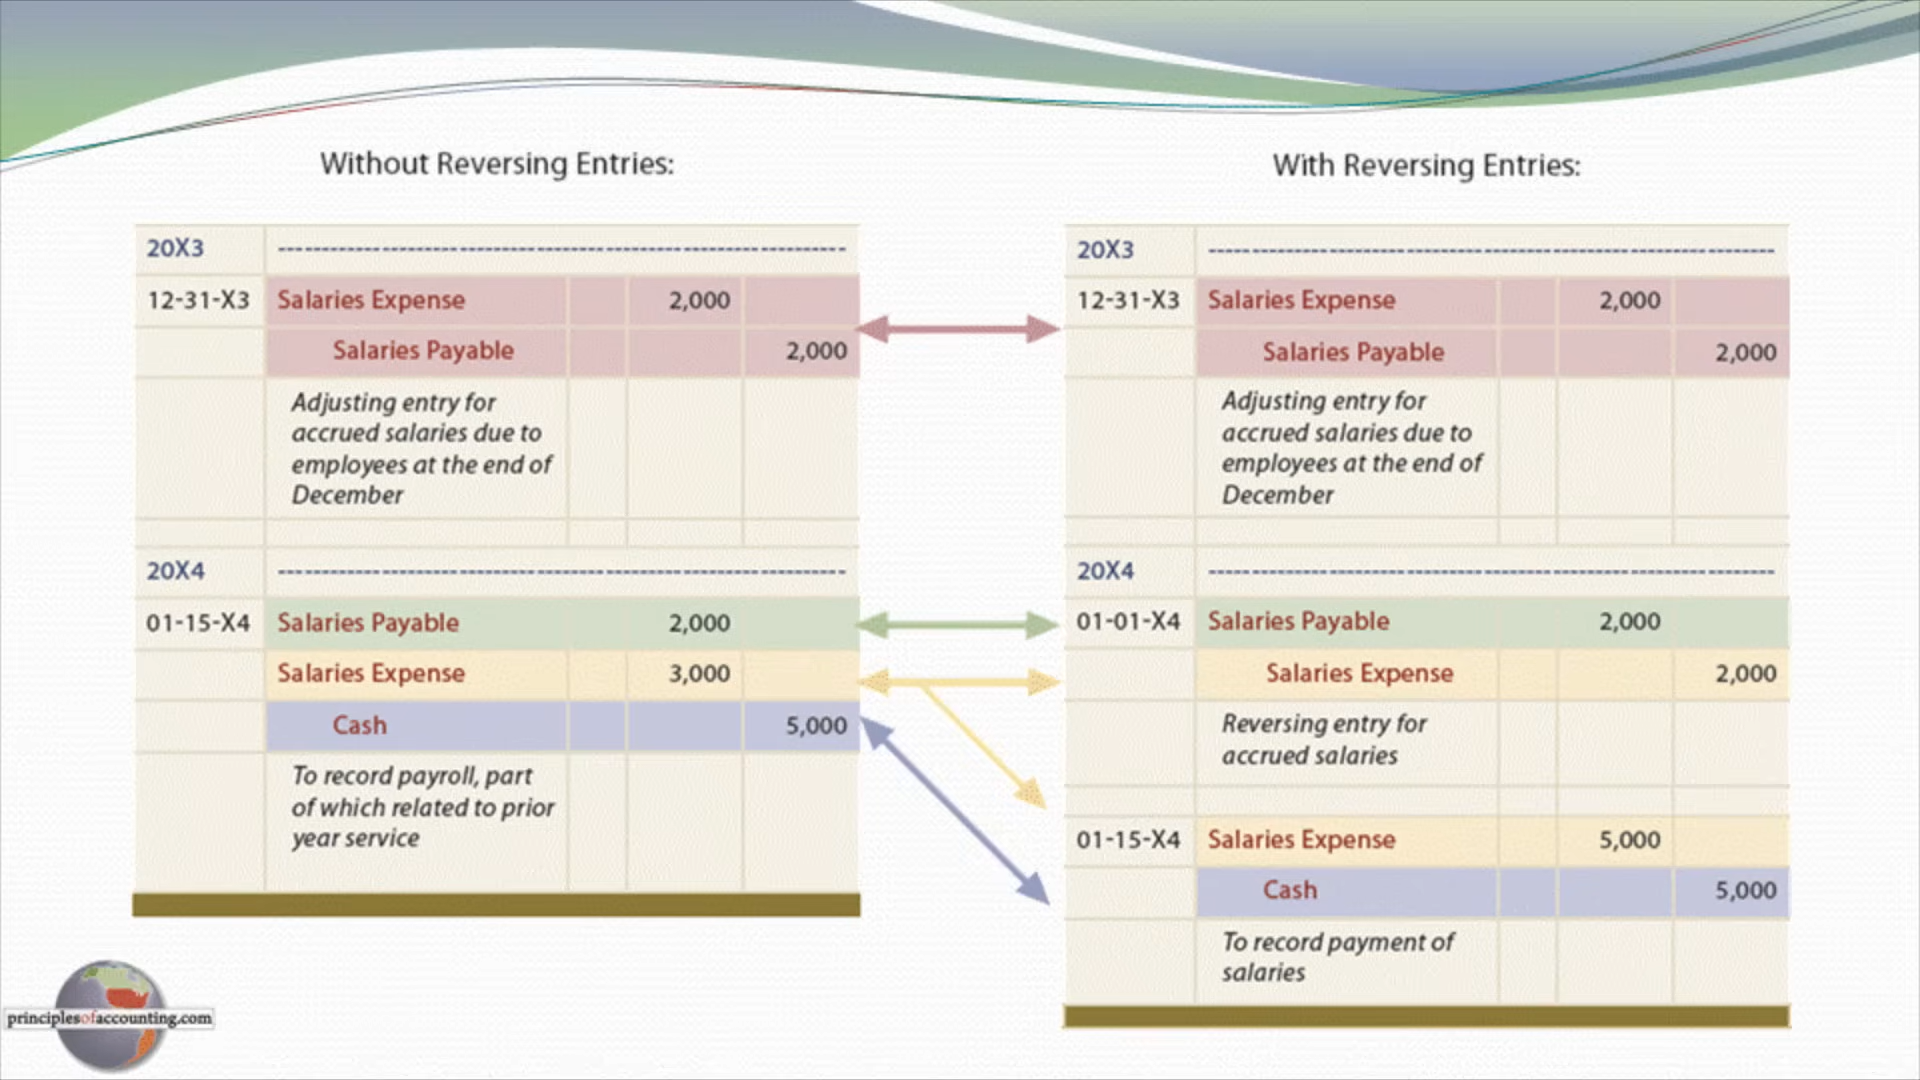 Without Reversing Entries:
20X3 ------------------------------------------------------------
12-31-X3 Salaries Expense 2,000
Salaries Payable 2,000
Adjusting entry for
accrued salaries due to
employees at the end of
December
20X4 ------------------------------------------------------------
01-15-X4 Salaries Payable 2,000
Salaries Expense 3,000
Cash 5,000
To record payroll, part
of which related to prior
year service
With Reversing Entries:
20X3 ------------------------------------------------------------
12-31-X3 Salaries Expense 2,000
Salaries Payable 2,000
Adjusting entry for
accrued salaries due to
employees at the end of
December
20X4 ------------------------------------------------------------
01-01-X4 Salaries Payable 2,000
Salaries Expense 2,000
Reversing entry for
accrued salaries
01-15-X4 Salaries Expense 5,000
Cash 5,000
To record payment of
salaries
principlesofaccounting.com